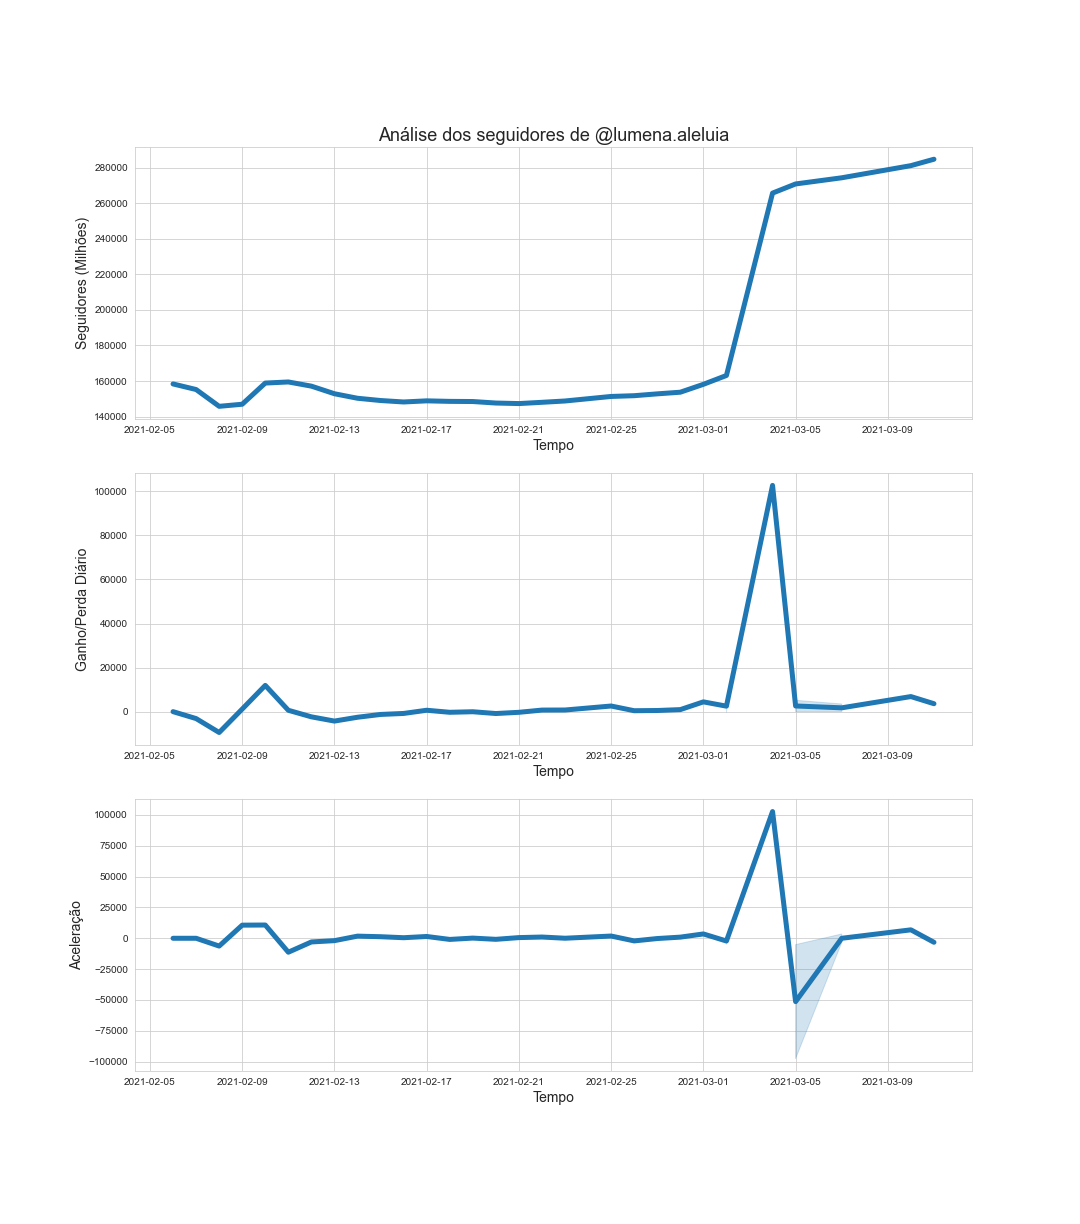 Análise dos seguidores de @lumena.aleluia
Seguidores (Milhões)
280000
260000
240000
220000
200000
180000
160000
140000
2021-02-05 2021-02-09 2021-02-13 2021-02-17 2021-02-21 2021-02-25 2021-03-01 2021-03-05 2021-03-09
Tempo
Ganho/Perda Diário
100000
80000
60000
40000
20000
0
2021-02-05 2021-02-09 2021-02-13 2021-02-17 2021-02-21 2021-02-25 2021-03-01 2021-03-05 2021-03-09
Tempo
Aceleração
100000
75000
50000
25000
0
−25000
−50000
−75000
−100000
2021-02-05 2021-02-09 2021-02-13 2021-02-17 2021-02-21 2021-02-25 2021-03-01 2021-03-05 2021-03-09
Tempo